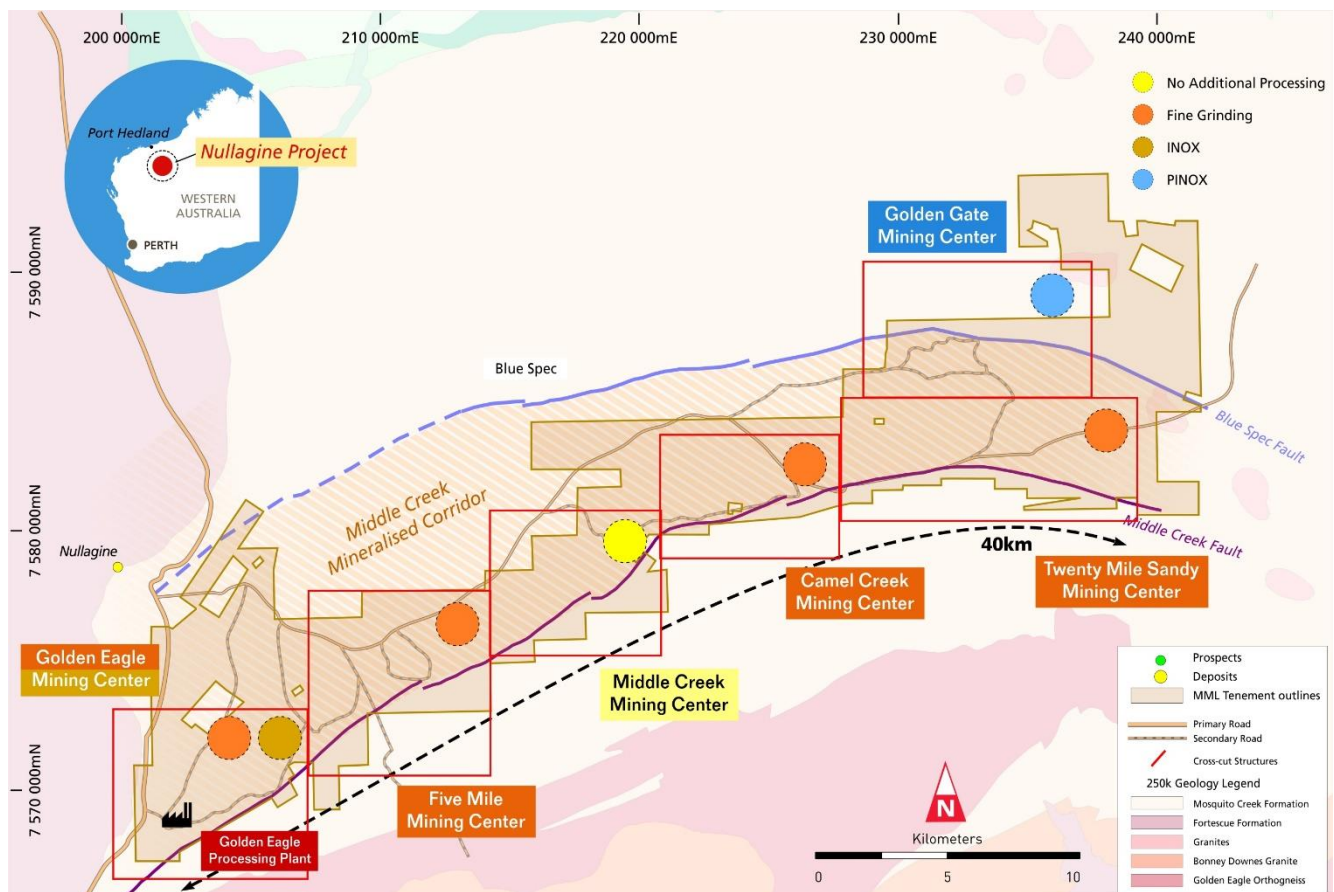 200 000mE
210 000mE
220 000mE
230 000mE
240 000mE
7 590 000mN
7 580 000mN
7 570 000mN
Port Hedland
Nullagine Project
WESTERN
AUSTRALIA
PERTH
No Additional Processing
Fine Grinding
INOX
PINOX
Golden Gate
Mining Center
Blue Spec
Blue Spec Fault
Middle Creek
Mineralised Corridor
Nullagine
Middle Creek Fault
40km
Twenty Mile Sandy
Mining Center
Camel Creek
Mining Center
Golden Eagle
Mining Center
Middle Creek
Mining Center
Five Mile
Mining Center
Golden Eagle
Processing Plant
N
Kilometers
0
5
10
Prospects
Deposits
MML Tenement outlines
Primary Road
Secondary Road
Cross-cut Structures
250k Geology Legend
Mosquito Creek Formation
Fortescue Formation
Granites
Bonney Downes Granite
Golden Eagle Orthogneiss